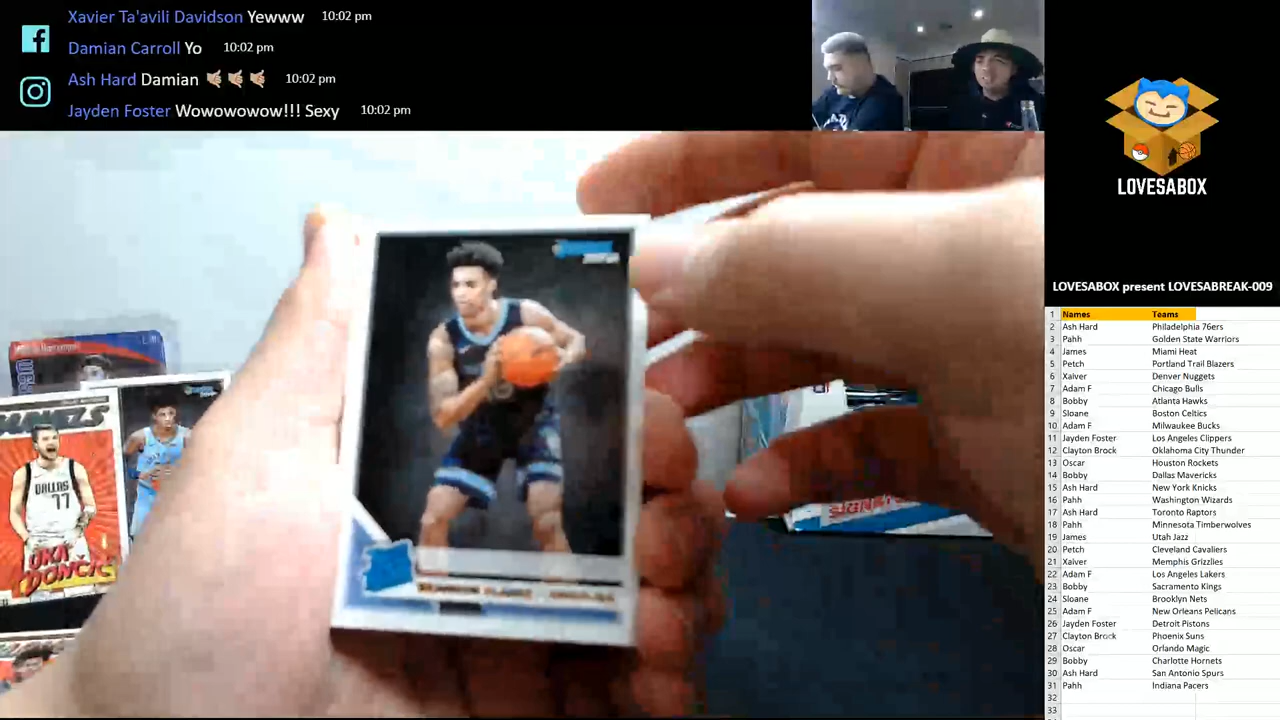 Xavier Ta'avili Davidson Yewww 10:02 pm
Damian Carroll Yo 10:02 pm
Ash Hard Damian 🤙🏼🤙🏼🤙🏼 10:02 pm
Jayden Foster Wowowowow!!! Sexy 10:02 pm
LOVESABOX
LOVESABOX present LOVESABREAK-009
1 Names Teams
2 Ash Hard Philadelphia 76ers
3 Pahh Golden State Warriors
4 James Miami Heat
5 Petch Portland Trail Blazers
6 Xaiver Denver Nuggets
7 Adam F Chicago Bulls
8 Bobby Atlanta Hawks
9 Sloane Boston Celtics
10 Adam F Milwaukee Bucks
11 Jayden Foster Los Angeles Clippers
12 Clayton Brock Oklahoma City Thunder
13 Oscar Houston Rockets
14 Bobby Dallas Mavericks
15 Ash Hard New York Knicks
16 Pahh Washington Wizards
17 Ash Hard Toronto Raptors
18 Pahh Minnesota Timberwolves
19 James Utah Jazz
20 Petch Cleveland Cavaliers
21 Xaiver Memphis Grizzlies
22 Adam F Los Angeles Lakers
23 Bobby Sacramento Kings
24 Sloane Brooklyn Nets
25 Adam F New Orleans Pelicans
26 Jayden Foster Detroit Pistons
27 Clayton Brock Phoenix Suns
28 Oscar Orlando Magic
29 Bobby Charlotte Hornets
30 Ash Hard San Antonio Spurs
31 Pahh Indiana Pacers
32
33
DALLAS
77
DONCIC